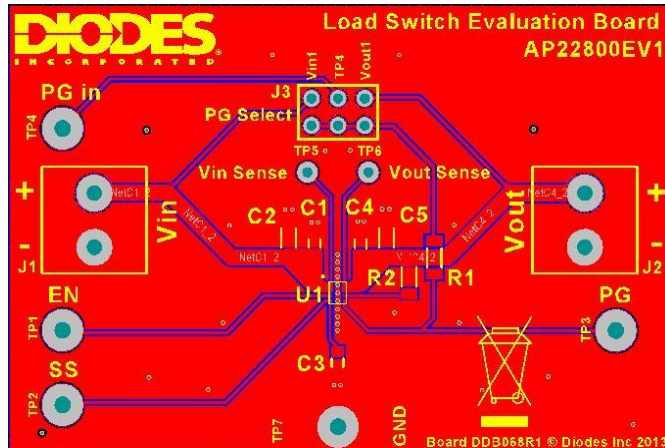 DIODES
INCORPORATED
Load Switch Evaluation Board
AP22800EV1
PG in
TP4
Vin1
TP4
Vout1
J3
PG Select
TP5
TP6
Vin Sense
Vout Sense
+
Vin
-
J1
NetC1_2
NetC1_2
NetC1_2
C2
C1
C4
C5
NetC4_2
NetC4_2
NetC4_2
Vout
+
-
J2
EN
TP1
U1
R2
R1
PG
TP3
SS
TP2
C3
TP7
GND
Board DDB068R1 © Diodes Inc 2013